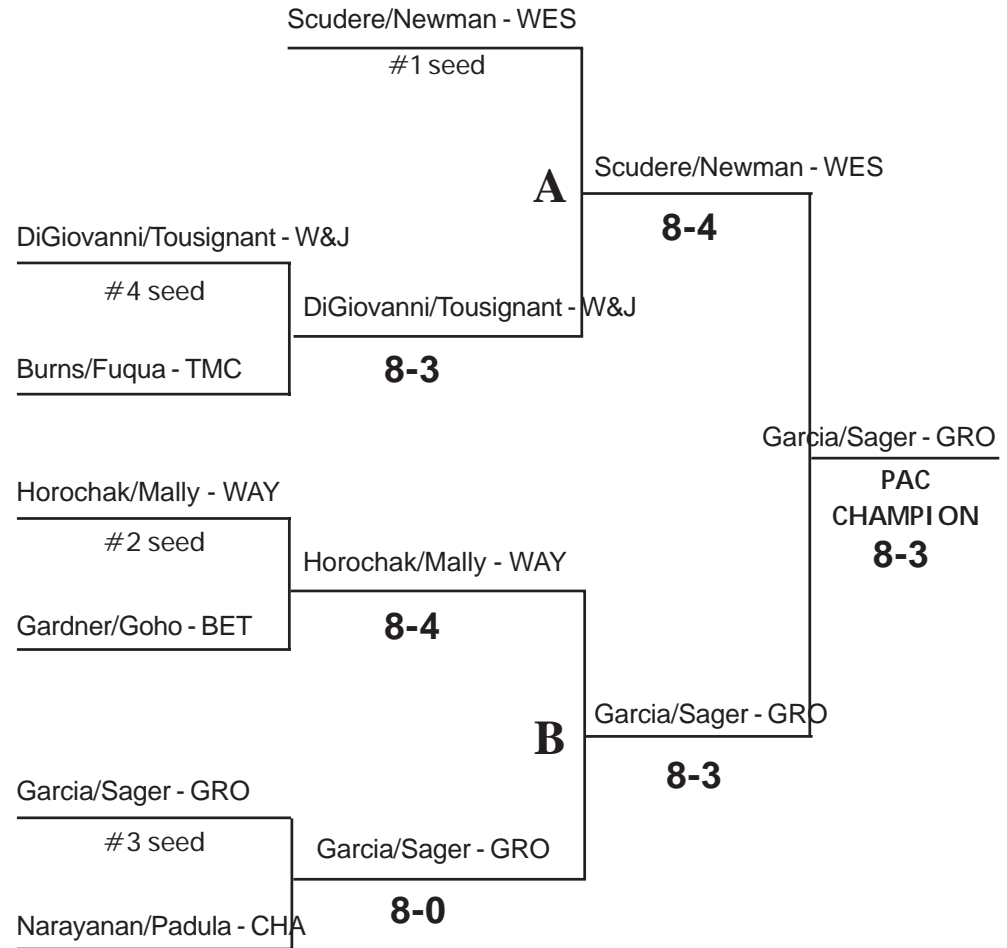 Scudere/Newman - WES
#1 seed
A
Scudere/Newman - WES
8-4
DiGiovanni/Tousignant - W&J
#4 seed
DiGiovanni/Tousignant - W&J
Burns/Fuqua - TMC
8-3
Garcia/Sager - GRO
PAC
CHAMPION
8-3
Horochak/Mally - WAY
#2 seed
Horochak/Mally - WAY
Gardner/Goho - BET
8-4
B
Garcia/Sager - GRO
8-3
Garcia/Sager - GRO
#3 seed
Garcia/Sager - GRO
Narayanan/Padula - CHA
8-0